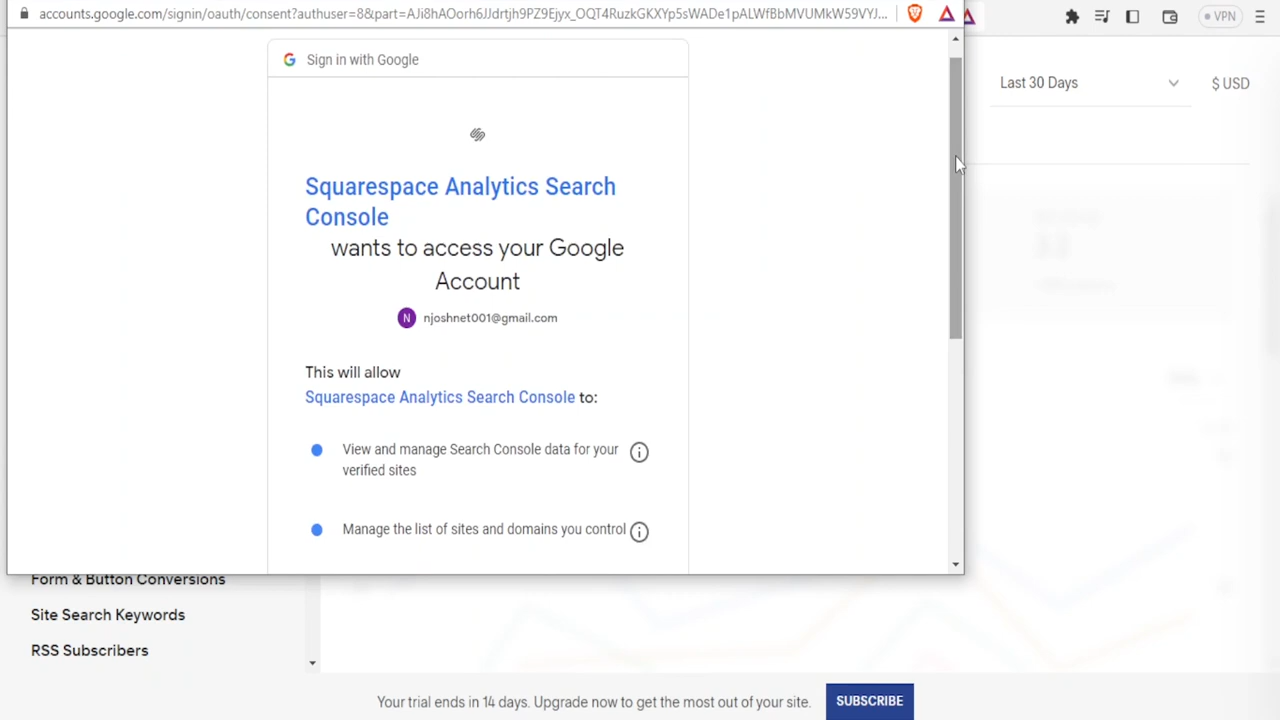 accounts.google.com/signin/oauth/consent?authuser=8&part=AJi8hAOorh6JJdrtjh9PZ9Ejyx_OQT4RuzkGKXYp5sWADe1pALWfBbMVUMkW59VYJ...
VPN
Sign in with Google
Last 30 Days
$ USD
Squarespace Analytics Search
Console
wants to access your Google
Account
N njoshnet001@gmail.com
This will allow
Squarespace Analytics Search Console to:
View and manage Search Console data for your
verified sites
Manage the list of sites and domains you control
Form & Button Conversions
Site Search Keywords
RSS Subscribers
Your trial ends in 14 days. Upgrade now to get the most out of your site.
SUBSCRIBE